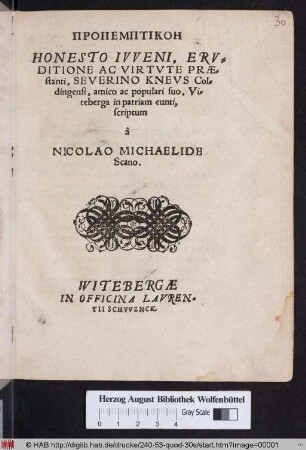 30
ΠΡΟΠΕΜΠΤΙΚΟΗ
HONESTO IVVENI, ERV-
DITIONE AC VIRTVTE PRÆ-
stanti, SEVERINO KNEVS Col-
dingensi, amico ac populari suo, Vi-
teberga in patriam eunti,
scriptum
à
NICOLAO MICHAELIDE
Scano.
WITEBERGÆ
IN OFFICINA LAVREN-
TII SCHVVENCK.
Herzog August Bibliothek Wolfenbüttel
cm 0 1 2 3 4
Gray Scale
© HAB http://diglib.hab.de/drucke/240-53-quod-30s/start.htm?image=00001